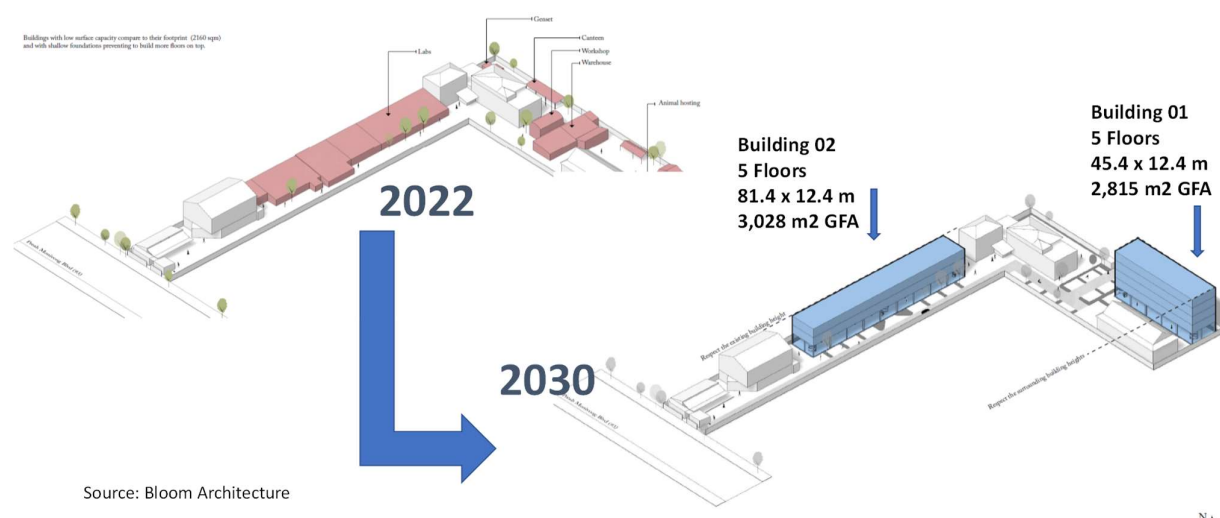 Buildings with low surface capacity compare to their footprint (2160 sqm)
and with shallow foundations preventing to build more floors on top.
Genset
Canteen
Workshop
Warehouse
Labs
Animal hosting
2022
Building 02
5 Floors
81.4 x 12.4 m
3,028 m2 GFA
Building 01
5 Floors
45.4 x 12.4 m
2,815 m2 GFA
Respect the existing building height
Respect the surrounding building heights
2030
Source: Bloom Architecture